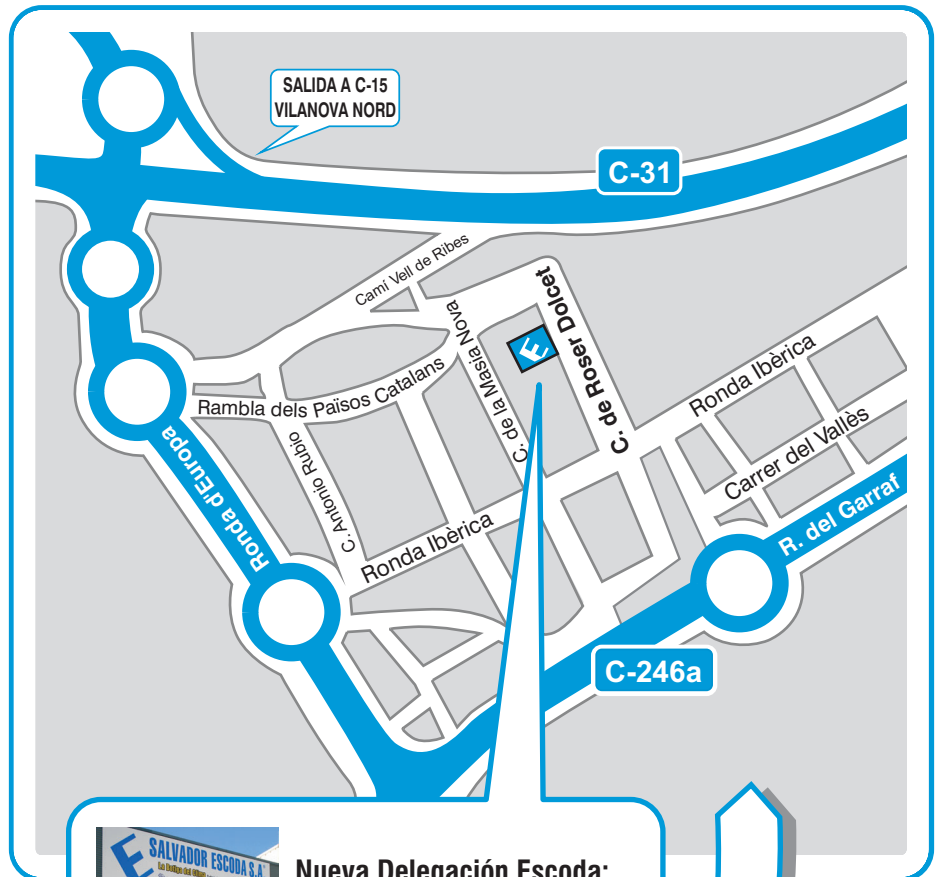 SALIDA A C-15
VILANOVA NORD
C-31
Camí Vell de Ribes
C. de la Masia Nova
C. de Roser Dolcet
E
Ronda Ibèrica
Rambla dels Països Catalans
Carrer del Vallès
Ronda d'Europa
C. Antonio Rubio
R. del Garraf
Ronda Ibèrica
C-246a
E
SALVADOR ESCODA S.A.
Nueva Delegación Escoda: